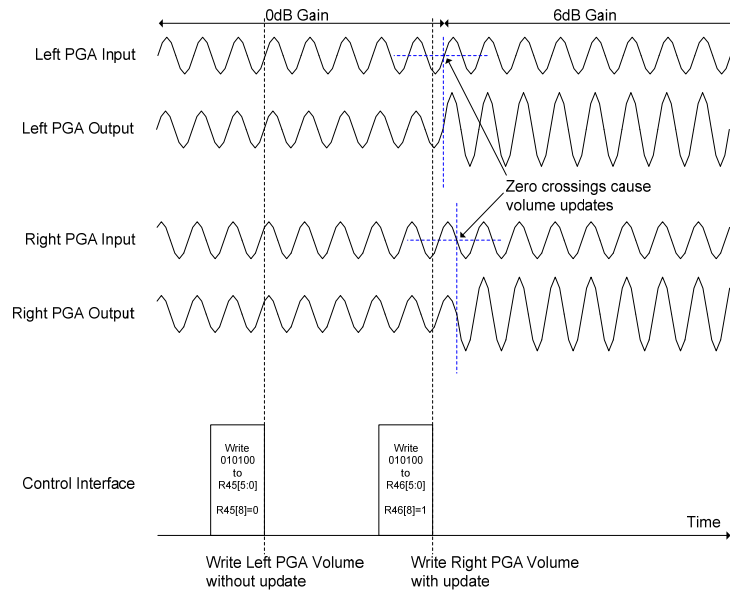 0dB Gain
6dB Gain
Left PGA Input
Left PGA Output
Zero crossings cause
volume updates
Right PGA Input
Right PGA Output
Write
010100
to
R45[5:0]
R45[8]=0
Write
010100
to
R46[5:0]
R46[8]=1
Control Interface
Time
Write Left PGA Volume
without update
Write Right PGA Volume
with update